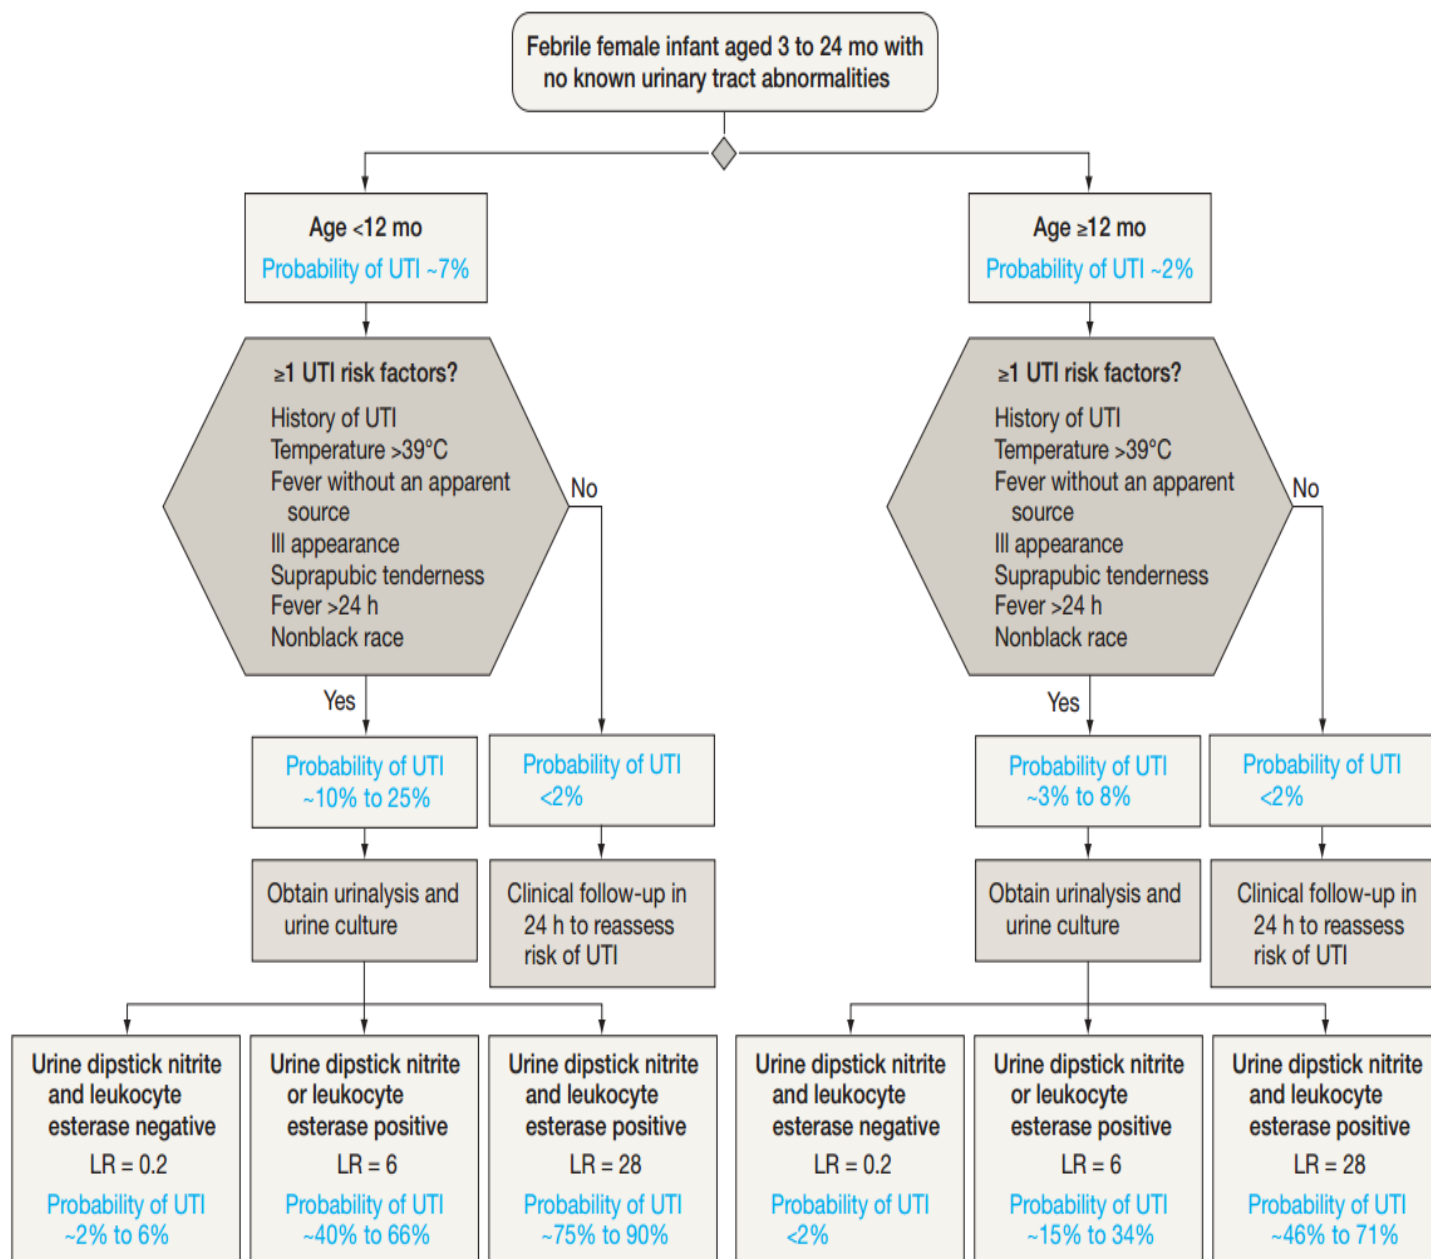 Febrile female infant aged 3 to 24 mo with
no known urinary tract abnormalities
Age <12 mo
Probability of UTI ~7%
≥1 UTI risk factors?
History of UTI
Temperature >39°C
Fever without an apparent
source
Ill appearance
Suprapubic tenderness
Fever >24 h
Nonblack race
No
Yes
Probability of UTI
~10% to 25%
Probability of UTI
<2%
Obtain urinalysis and
urine culture
Clinical follow-up in
24 h to reassess
risk of UTI
Urine dipstick nitrite
and leukocyte
esterase negative
LR = 0.2
Probability of UTI
~2% to 6%
Urine dipstick nitrite
or leukocyte
esterase positive
LR = 6
Probability of UTI
~40% to 66%
Urine dipstick nitrite
and leukocyte
esterase positive
LR = 28
Probability of UTI
~75% to 90%
Age ≥12 mo
Probability of UTI ~2%
≥1 UTI risk factors?
History of UTI
Temperature >39°C
Fever without an apparent
source
Ill appearance
Suprapubic tenderness
Fever >24 h
Nonblack race
No
Yes
Probability of UTI
~3% to 8%
Probability of UTI
<2%
Obtain urinalysis and
urine culture
Clinical follow-up in
24 h to reassess
risk of UTI
Urine dipstick nitrite
and leukocyte
esterase negative
LR = 0.2
Probability of UTI
<2%
Urine dipstick nitrite
or leukocyte
esterase positive
LR = 6
Probability of UTI
~15% to 34%
Urine dipstick nitrite
and leukocyte
esterase positive
LR = 28
Probability of UTI
~46% to 71%